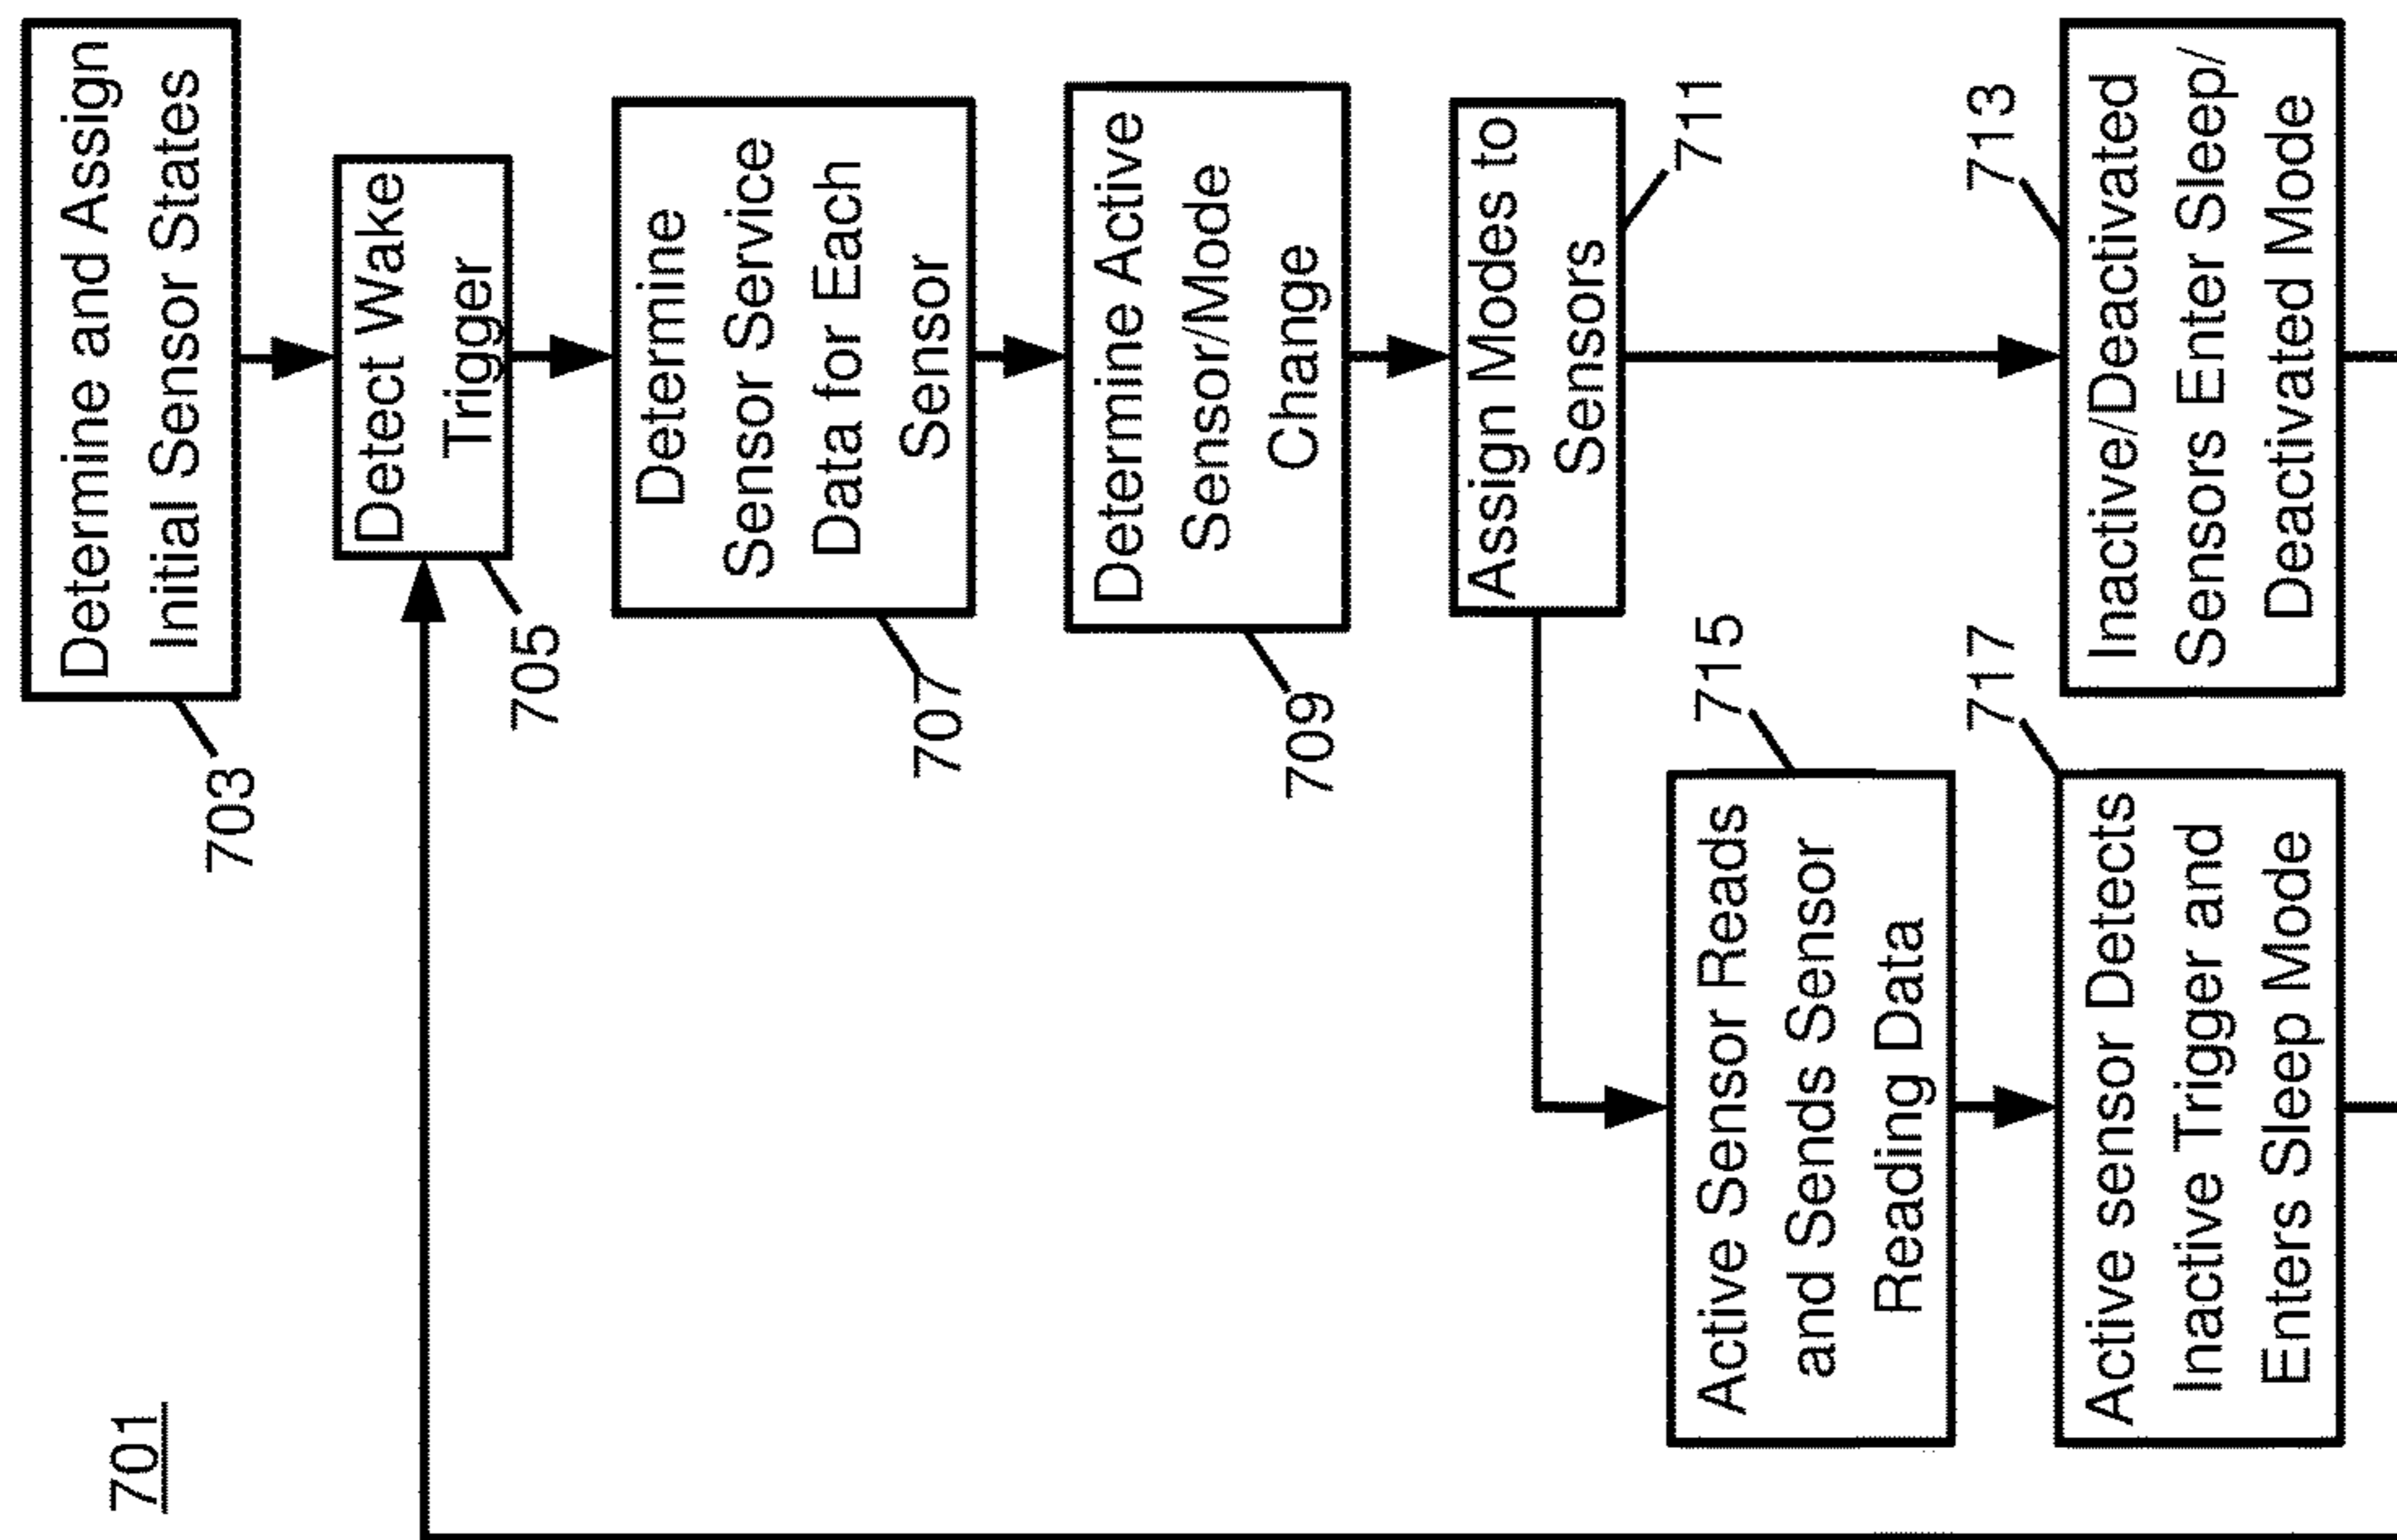 701
Determine and Assign
Initial Sensor States
703
Detect Wake
Trigger
705
Determine
Sensor Service
Data for Each
Sensor
707
Determine Active
Sensor/Mode
Change
709
Assign Modes to
Sensors
711
Active Sensor Reads
and Sends Sensor
Reading Data
715
Active sensor Detects
Inactive Trigger and
Enters Sleep Mode
717
Inactive/Deactivated
Sensors Enter Sleep/
Deactivated Mode
713